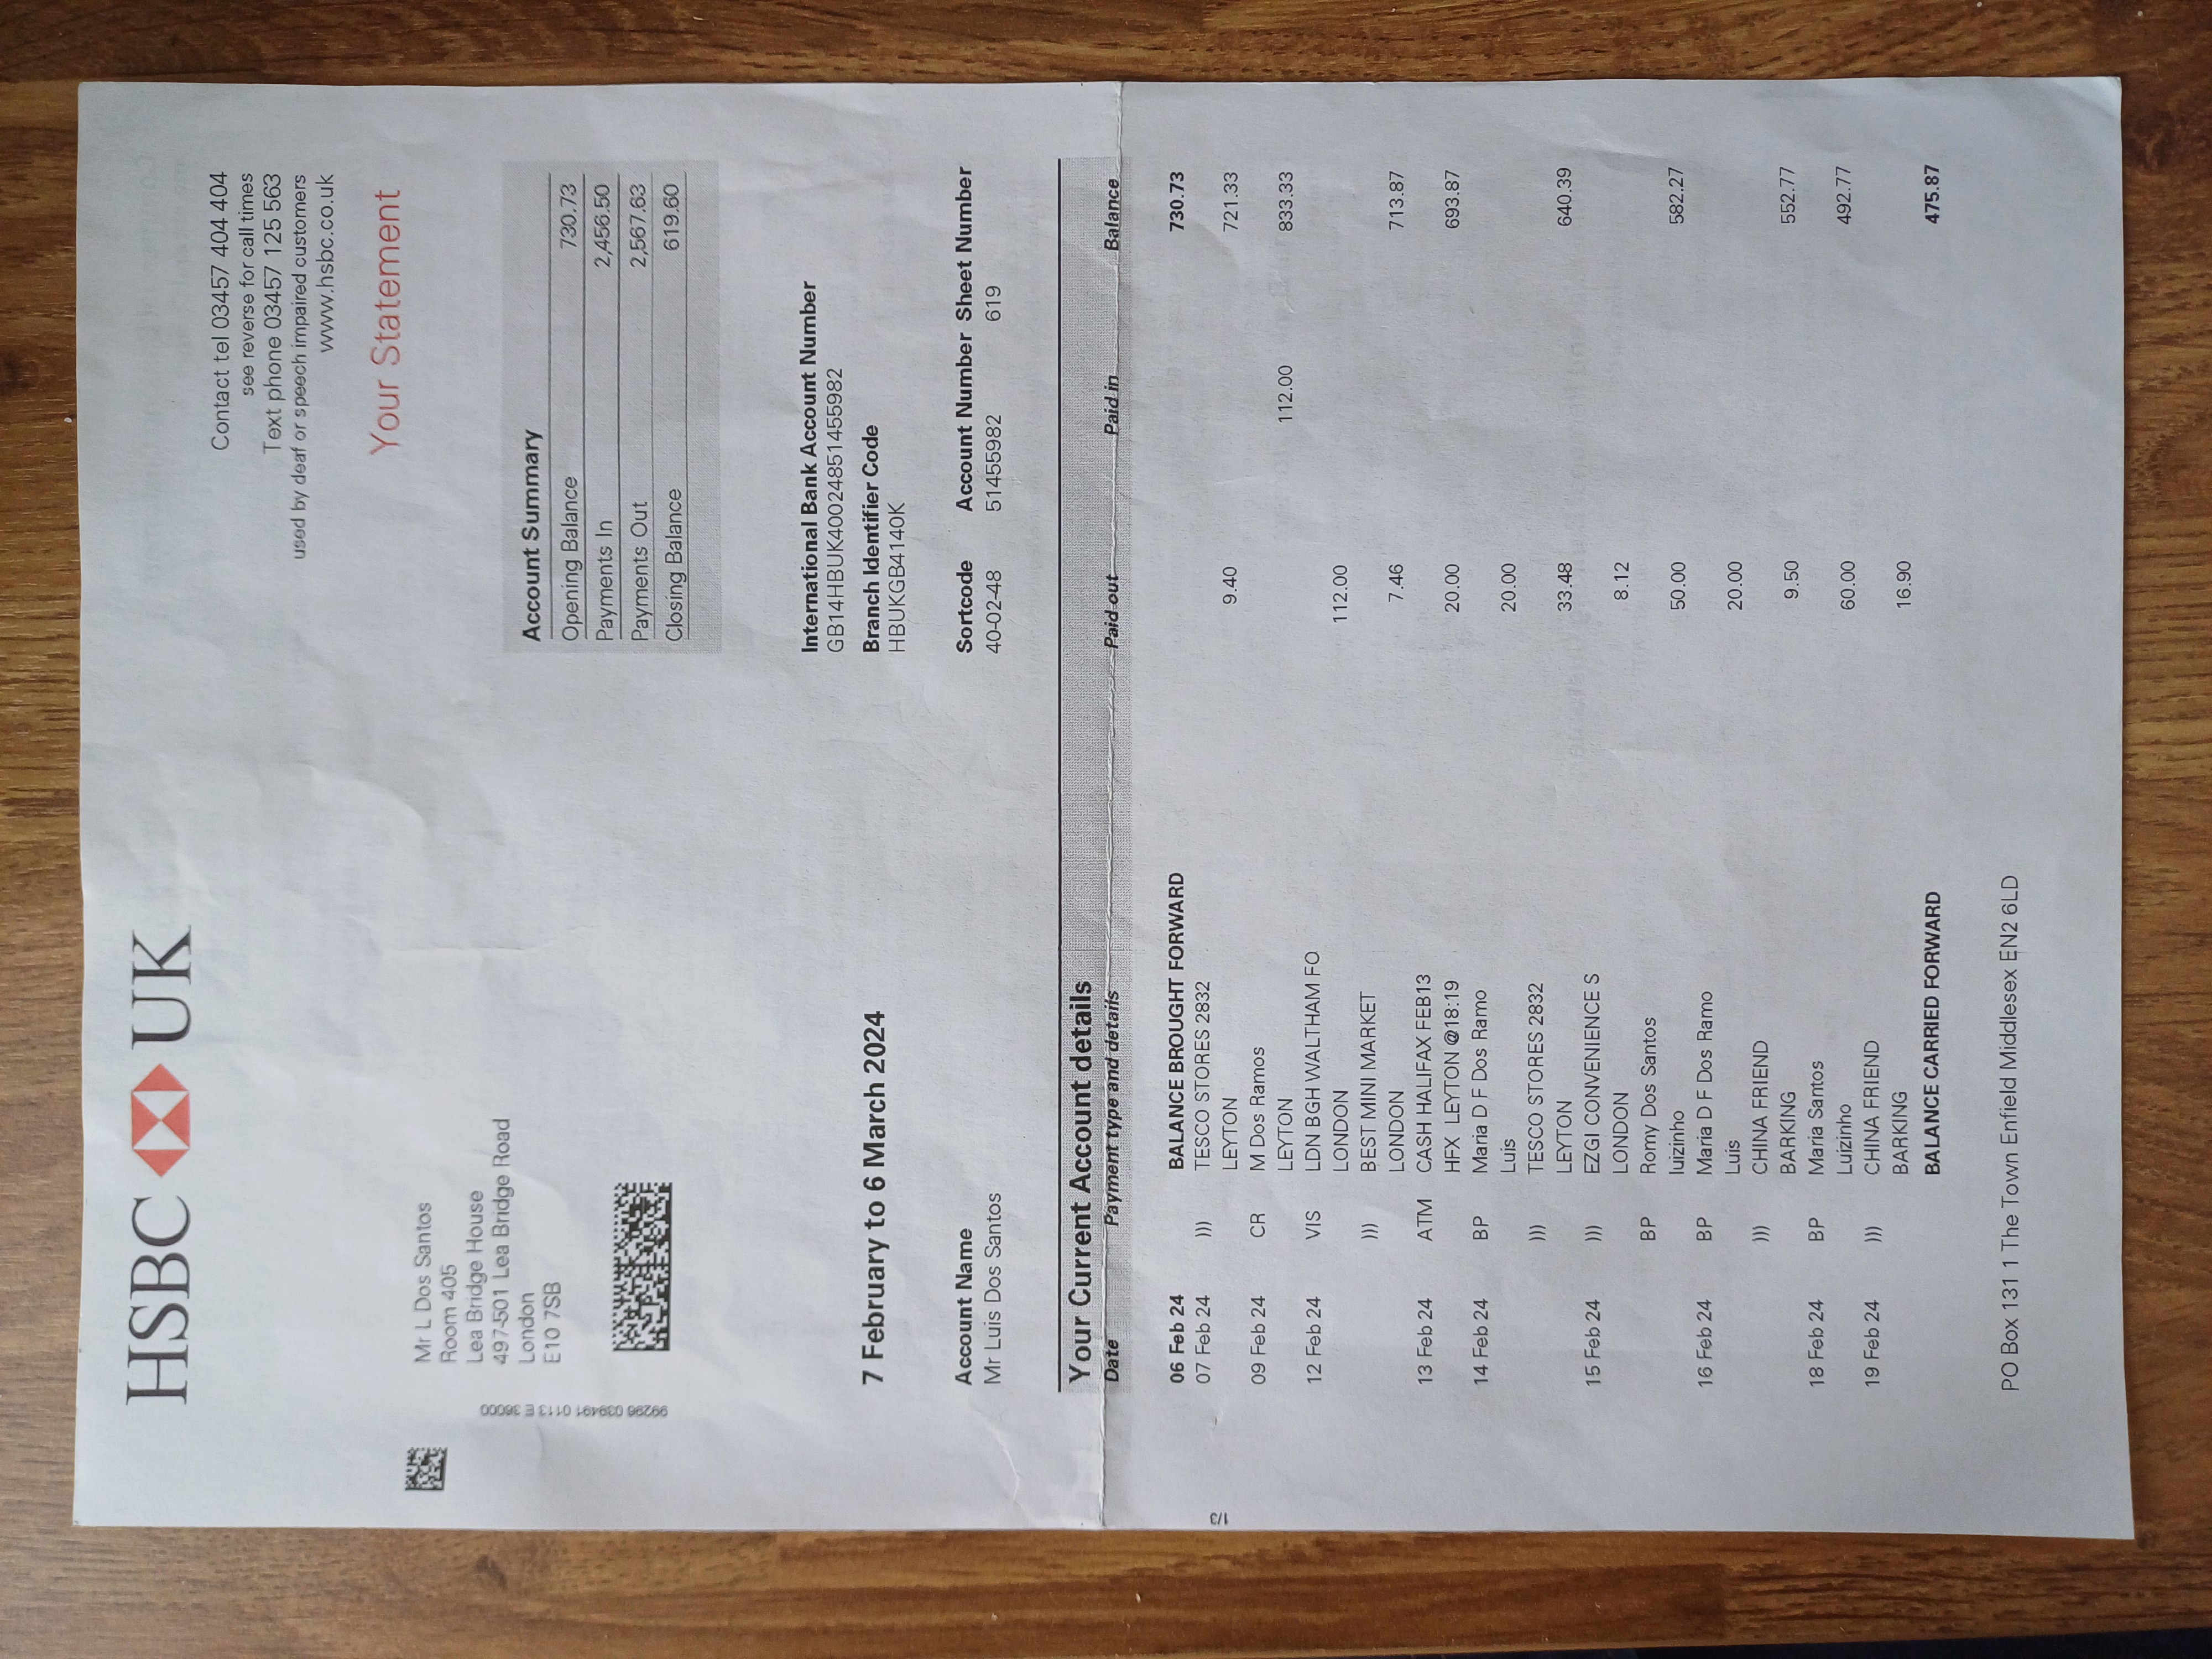 HSBC UK
Contact tel 03457 404 404
see reverse for call times
Text phone 03457 125 563
used by deaf or speech impaired customers
www.hsbc.co.uk
Your Statement
Mr L Dos Santos
Room 405
Lea Bridge House
497-501 Lea Bridge Road
London
E10 7SB
99296 039491 0113 E 36000
Account Summary
Opening Balance 730.73
Payments In 2,456.50
Payments Out 2,567.63
Closing Balance 619.60
International Bank Account Number
GB14HBUK40024851455982
7 February to 6 March 2024
Branch Identifier Code
HBUKGB4140K
Account Name Sortcode Account Number Sheet Number
Mr Luis Dos Santos 40-02-48 51455982 619
Your Current Account details
Date Payment type and details Paid out Paid in Balance
06 Feb 24 BALANCE BROUGHT FORWARD 730.73
07 Feb 24 ))) TESCO STORES 2832
1/3
LEYTON 9.40 721.33
09 Feb 24 CR M Dos Ramos
LEYTON 112.00 833.33
12 Feb 24 VIS LDN BGH WALTHAM FO
LONDON 112.00
))) BEST MINI MARKET
LONDON 7.46 713.87
13 Feb 24 ATM CASH HALIFAX FEB13
HFX LEYTON @18:19 20.00 693.87
14 Feb 24 BP Maria D F Dos Ramo
Luis 20.00
))) TESCO STORES 2832
LEYTON 33.48 640.39
15 Feb 24 ))) EZGI CONVENIENCE S
LONDON 8.12
BP Romy Dos Santos
luizinho 50.00 582.27
16 Feb 24 BP Maria D F Dos Ramo
Luis 20.00
))) CHINA FRIEND
BARKING 9.50 552.77
18 Feb 24 BP Maria Santos
Luizinho 60.00 492.77
19 Feb 24 ))) CHINA FRIEND
BARKING 16.90
BALANCE CARRIED FORWARD 475.87
PO Box 131 1 The Town Enfield Middlesex EN2 6LD